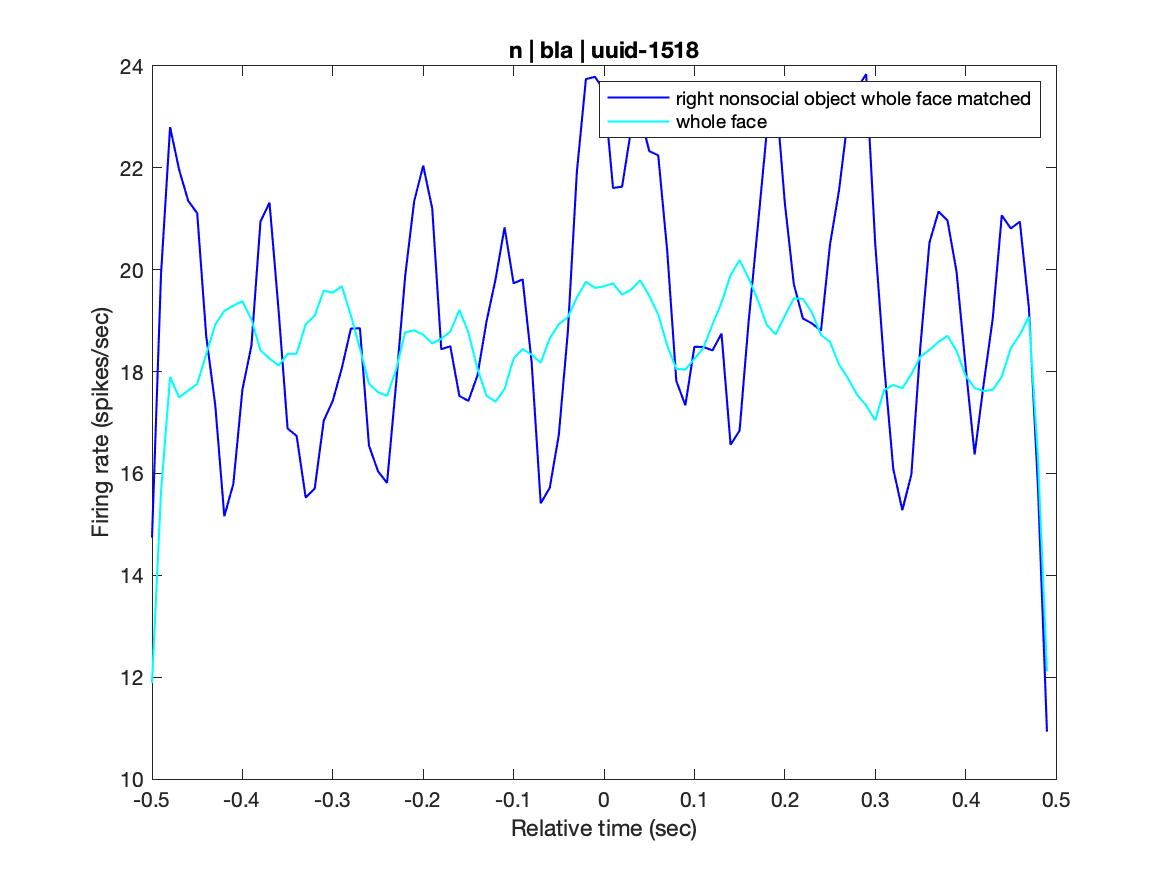 n | bla | uuid-1518
right nonsocial object whole face matched
whole face
24
22
20
18
16
14
12
10
Firing rate (spikes/sec)
-0.5 -0.4 -0.3 -0.2 -0.1 0 0.1 0.2 0.3 0.4 0.5
Relative time (sec)